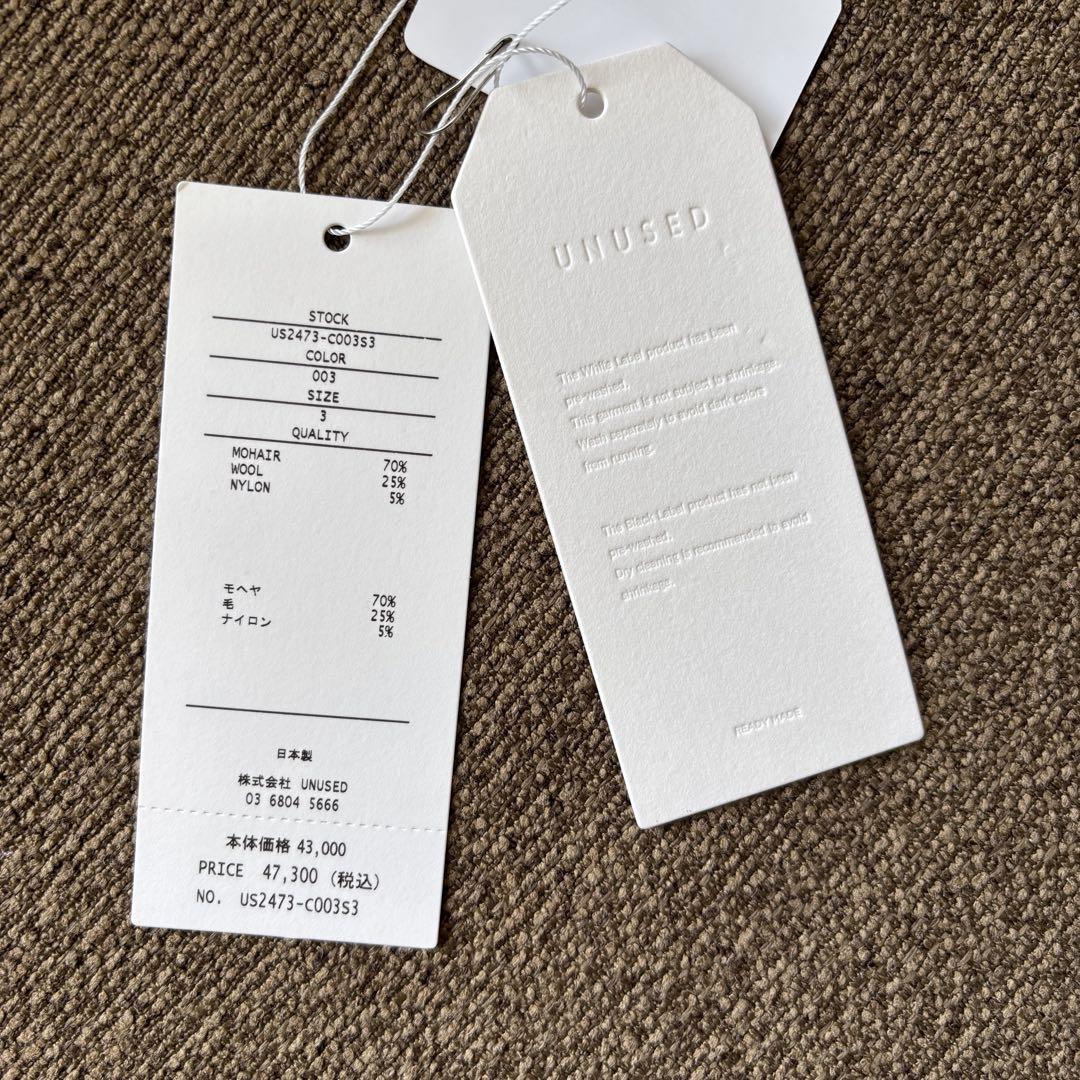 STOCK
US2473-C003S3
COLOR
003
SIZE
3
QUALITY
MOHAIR 70%
WOOL 25%
NYLON 5%
モヘヤ 70%
毛 25%
ナイロン 5%
日本製
株式会社 UNUSED
03 6804 5666
本体価格 43,000
PRICE 47,300 (税込)
NO. US2473-C003S3
UNUSED
The White Label product has been
pre-washed.
This garment is not subject to shrinkage.
Wash separately to avoid dark colors
from running.
The Black Label product has not been
pre-washed.
Dry cleaning is recommended to avoid
shrinkage.
READY MADE